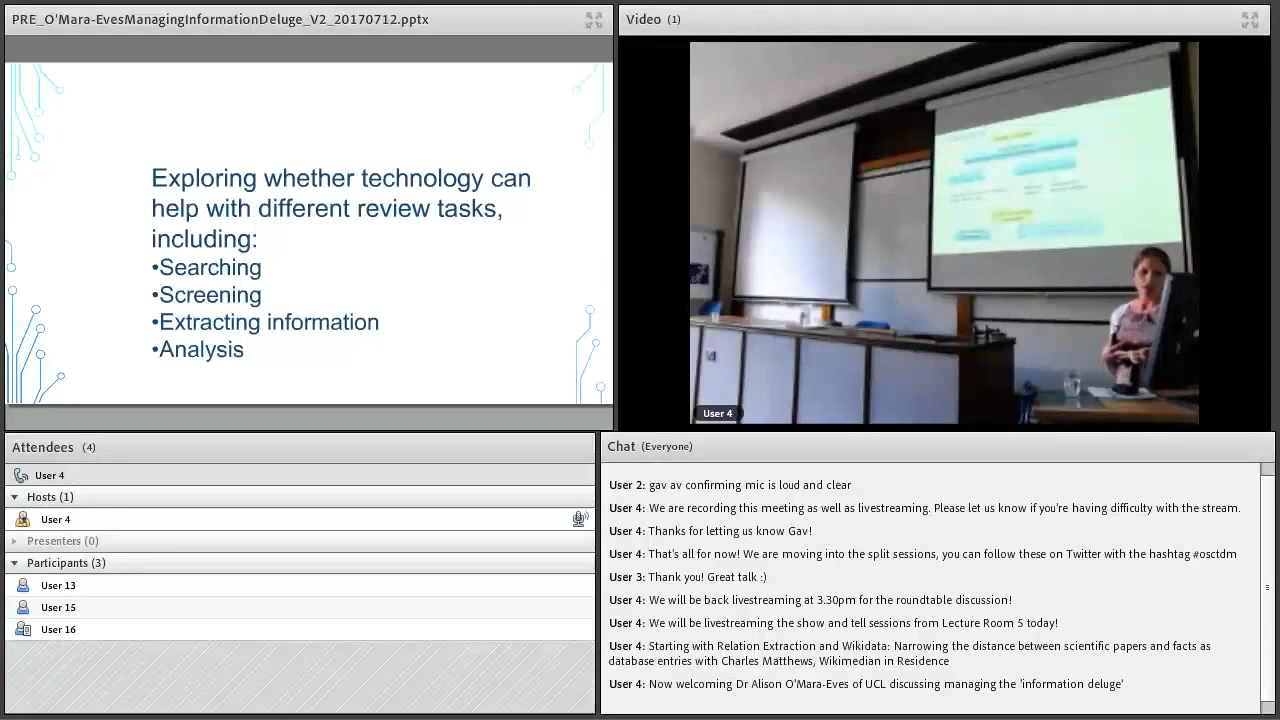 PRE_O'Mara-EvesManagingInformationDeluge_V2_20170712.pptx
Video (1)
Exploring whether technology can
help with different review tasks,
including:
•Searching
•Screening
•Extracting information
•Analysis
User 4
Attendees (4)
User 4
Hosts (1)
User 4
Presenters (0)
Participants (3)
User 13
User 15
User 16
Chat (Everyone)
User 2: gav av confirming mic is loud and clear
User 4: We are recording this meeting as well as livestreaming. Please let us know if you're having difficulty with the stream.
User 4: Thanks for letting us know Gav!
User 4: That's all for now! We are moving into the split sessions, you can follow these on Twitter with the hashtag #osctdm
User 3: Thank you! Great talk :)
User 4: We will be back livestreaming at 3.30pm for the roundtable discussion!
User 4: We will be livestreaming the show and tell sessions from Lecture Room 5 today!
User 4: Starting with Relation Extraction and Wikidata: Narrowing the distance between scientific papers and facts as
database entries with Charles Matthews, Wikimedian in Residence
User 4: Now welcoming Dr Alison O'Mara-Eves of UCL discussing managing the 'information deluge'